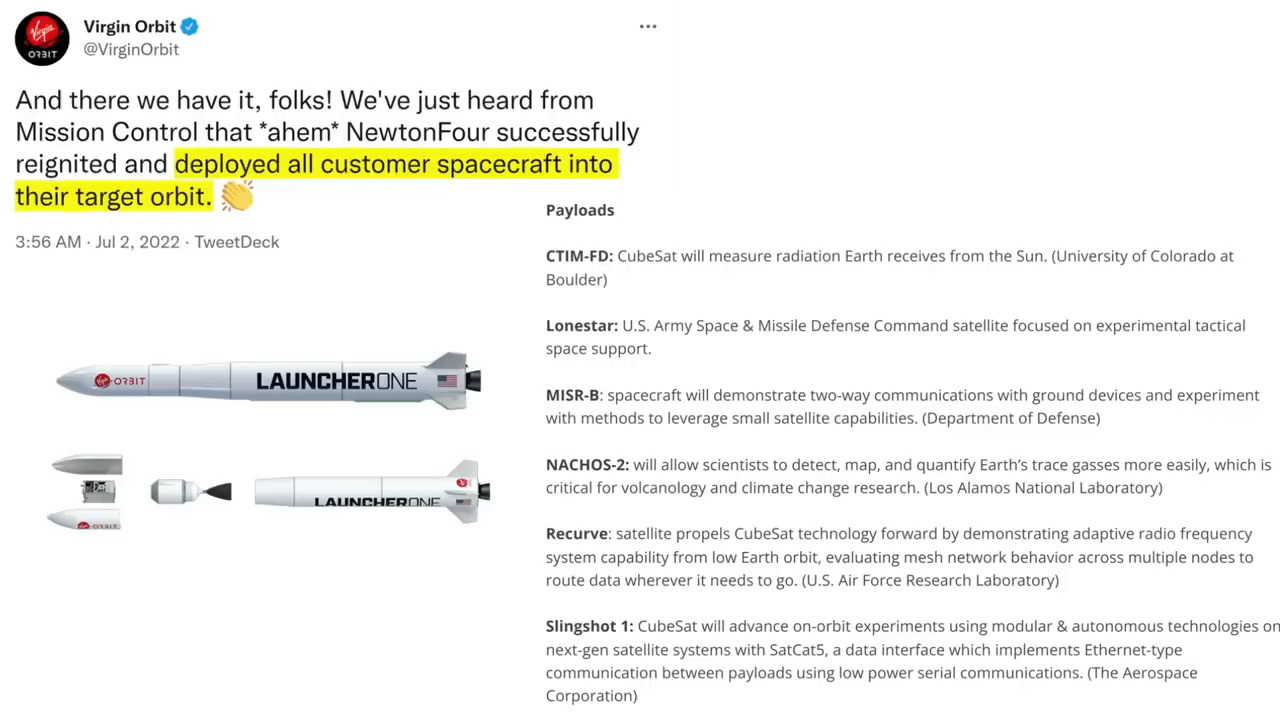 Virgin Orbit
@VirginOrbit
Virgin
ORBIT
And there we have it, folks! We've just heard from
Mission Control that *ahem* NewtonFour successfully
reignited and deployed all customer spacecraft into
their target orbit. 👏
3:56 AM · Jul 2, 2022 · TweetDeck
ORBIT
LAUNCHERONE
LAUNCHERONE
ORBIT
Payloads
CTIM-FD: CubeSat will measure radiation Earth receives from the Sun. (University of Colorado at
Boulder)
Lonestar: U.S. Army Space & Missile Defense Command satellite focused on experimental tactical
space support.
MISR-B: spacecraft will demonstrate two-way communications with ground devices and experiment
with methods to leverage small satellite capabilities. (Department of Defense)
NACHOS-2: will allow scientists to detect, map, and quantify Earth's trace gasses more easily, which is
critical for volcanology and climate change research. (Los Alamos National Laboratory)
Recurve: satellite propels CubeSat technology forward by demonstrating adaptive radio frequency
system capability from low Earth orbit, evaluating mesh network behavior across multiple nodes to
route data wherever it needs to go. (U.S. Air Force Research Laboratory)
Slingshot 1: CubeSat will advance on-orbit experiments using modular & autonomous technologies on
next-gen satellite systems with SatCat5, a data interface which implements Ethernet-type
communication between payloads using low power serial communications. (The Aerospace
Corporation)